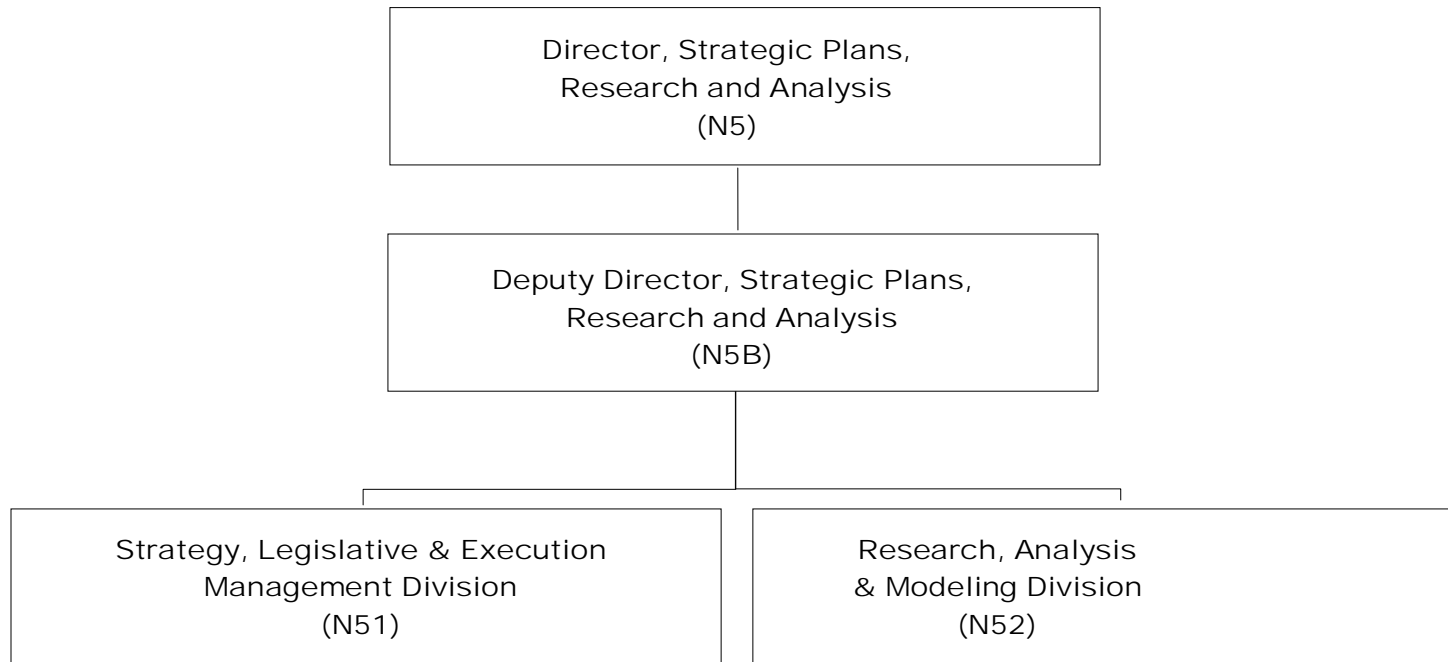 Director, Strategic Plans,
Research and Analysis
(N5)
Deputy Director, Strategic Plans,
Research and Analysis
(N5B)
Strategy, Legislative & Execution
Management Division
(N51)
Research, Analysis
& Modeling Division
(N52)